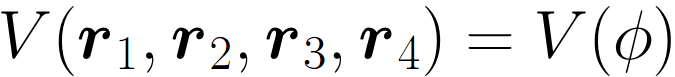 V(r₁, r₂, r₃, r₄) = V(ϕ)